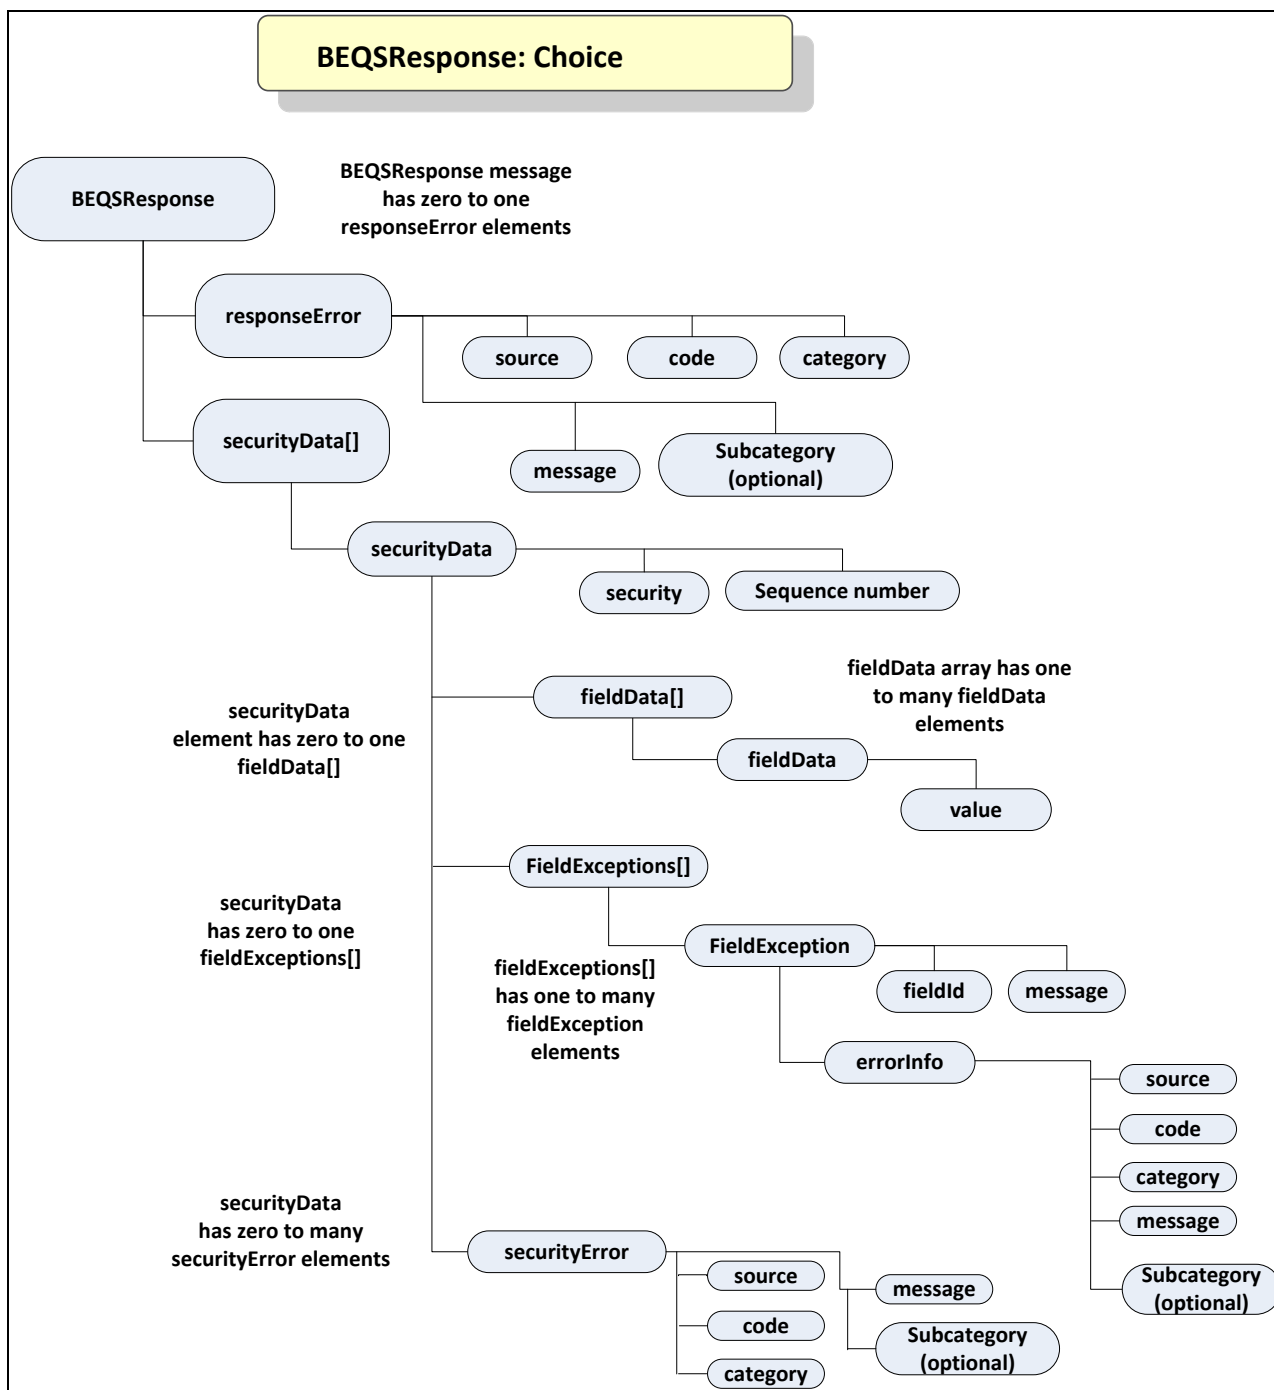 BEQSResponse: Choice
BEQSResponse
BEQSResponse message
has zero to one
responseError elements
responseError
source
code
category
securityData[]
message
Subcategory
(optional)
securityData
security
Sequence number
fieldData array has one
to many fieldData
elements
fieldData[]
securityData
element has zero to one
fieldData[]
fieldData
value
FieldExceptions[]
securityData
has zero to one
fieldExceptions[]
FieldException
fieldExceptions[]
has one to many
fieldException
elements
fieldId
message
errorInfo
source
code
category
message
Subcategory
(optional)
securityData
has zero to many
securityError elements
securityError
source
code
category
message
Subcategory
(optional)